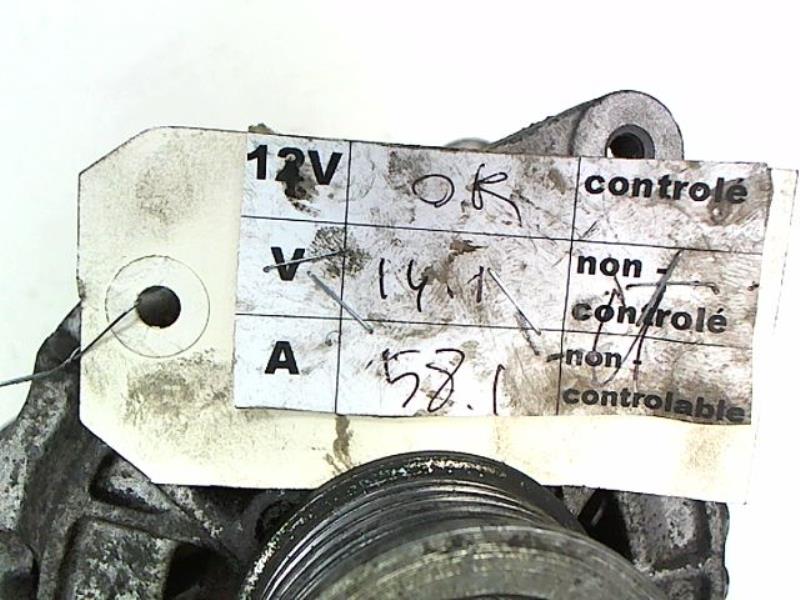 12V OK controlé
V 14.1 non - controlé
A 58.1 non - controlable